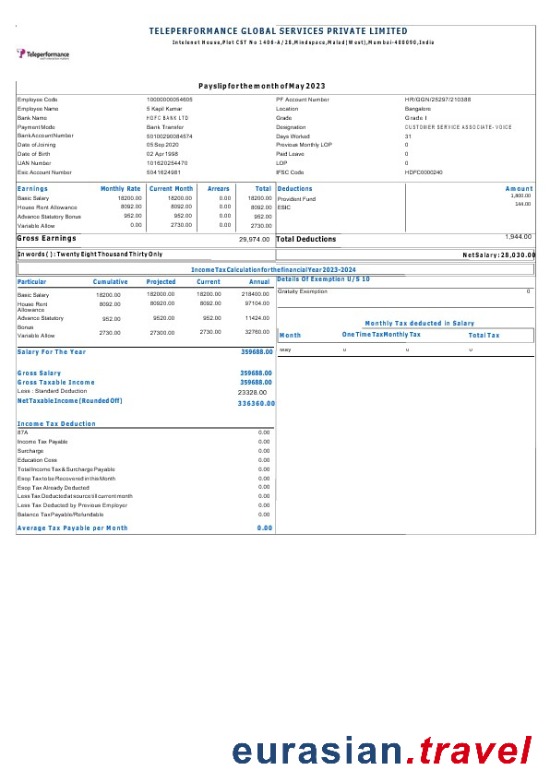 TELEPERFORMANCE GLOBAL SERVICES PRIVATE LIMITED
Intelenet House,Plot CST No 1406-A/28,Mindspace,Malad(West),Mumbai-400090,India
Teleperformance
Payslip for the month of May 2023
Employee Code 10000000054605 PF Account Number HR/GGN/25297/210388
Employee Name S Kapil Kumar Location Bangalore
Bank Name HDFC BANK LTD Grade Grade I
Payment Mode Bank Transfer Designation CUSTOMER SERVICE ASSOCIATE- VOICE
Bank Account Number 50100290084574 Days Worked 31
Date of Joining 05 Sep 2020 Previous Monthly LOP 0
Date of Birth 02 Apr 1998 Paid Leave 0
UAN Number 101620254470 LOP 0
Esic Account Number 5041624981 IFSC Code HDFC0000240
Earnings Monthly Rate Current Month Arrears Total Deductions Amount
Basic Salary 18200.00 18200.00 0.00 18200.00 Provident Fund 1,800.00
House Rent Allowance 8092.00 8092.00 0.00 8092.00 ESIC 144.00
Advance Statutory Bonus 952.00 952.00 0.00 952.00
Variable Allow 0.00 2730.00 0.00 2730.00
Gross Earnings 29,974.00 Total Deductions 1,944.00
In words ( ) : Twenty Eight Thousand Thirty Only Net Salary : 28,030.00
Income Tax Calculation for the financial Year 2023-2024
Particular Cumulative Projected Current Annual Details Of Exemption U/S 10
Basic Salary 18200.00 182000.00 18200.00 218400.00 Gratuity Exemption 0
House Rent Allowance 8092.00 80920.00 8092.00 97104.00
Advance Statutory Bonus 952.00 9520.00 952.00 11424.00
Variable Allow 2730.00 27300.00 2730.00 32760.00
Monthly Tax deducted in Salary
Month One Time Tax Monthly Tax Total Tax
May 0 0 0
Salary For The Year 359688.00
Gross Salary 359688.00
Gross Taxable Income 359688.00
Less : Standard Deduction 23328.00
Net Taxable Income (Rounded Off) 336360.00
Income Tax Deduction
87A 0.00
Income Tax Payable 0.00
Surcharge 0.00
Education Cess 0.00
Total Income Tax & Surcharge Payable 0.00
Esop Tax to be Recovered in this Month 0.00
Esop Tax Already Deducted 0.00
Less Tax Deducted at source till current month 0.00
Less Tax Deducted by Previous Employer 0.00
Balance Tax Payable/Refundable 0.00
Average Tax Payable per Month 0.00
eurasian.travel